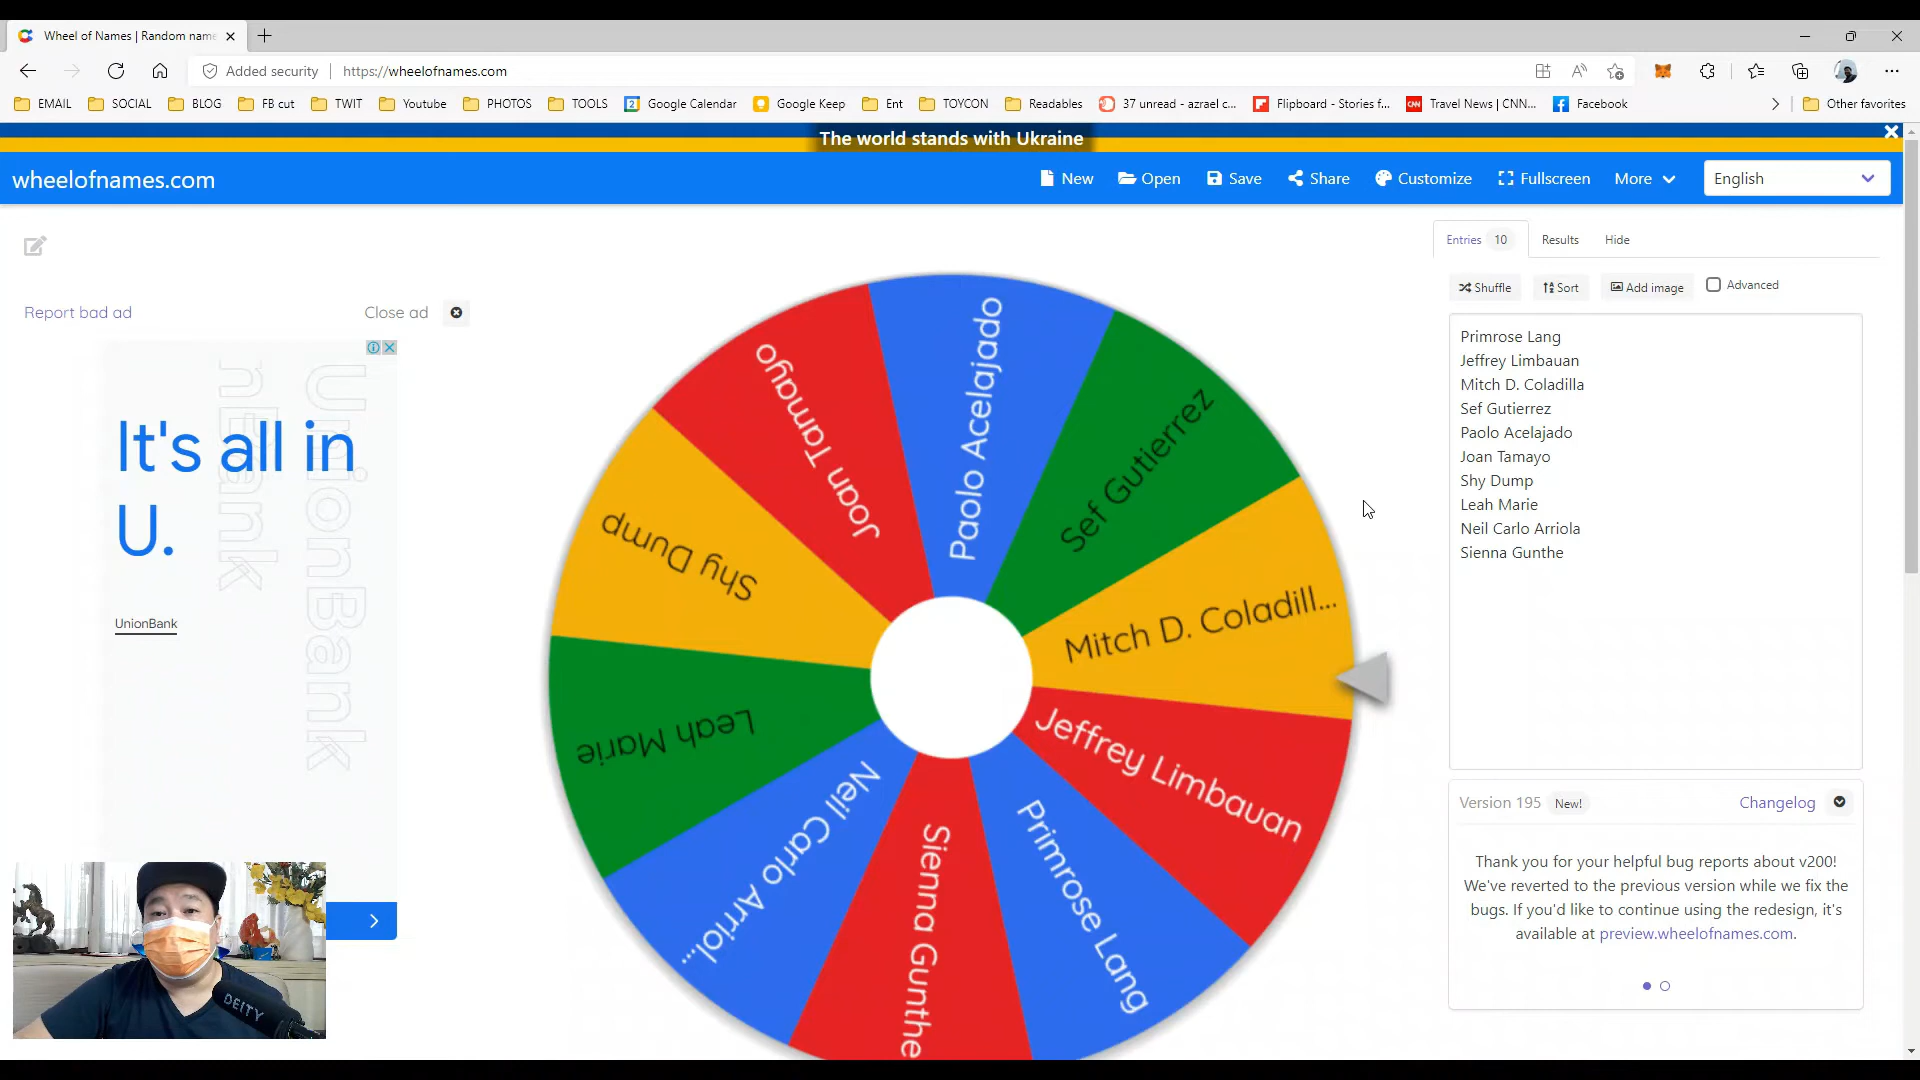 Wheel of Names | Random name
Added security
https://wheelofnames.com
EMAIL
SOCIAL
BLOG
FB cut
TWIT
Youtube
PHOTOS
TOOLS
Google Calendar
Google Keep
Ent
TOYCON
Readables
37 unread - azrael c...
Flipboard - Stories f...
Travel News | CNN...
Facebook
Other favorites
The world stands with Ukraine
wheelofnames.com
New
Open
Save
Share
Customize
Fullscreen
More
English
Report bad ad
Close ad
It's all in
U.
UnionBank
UnionBank
Paolo Acelajado
Sef Gutierrez
Mitch D. Coladill...
Jeffrey Limbauan
Primrose Lang
Sienna Gunthe
Neil Carlo Arriol...
Leah Marie
Shy Dump
Joan Tamayo
Entries 10
Results
Hide
Shuffle
Sort
Add image
Advanced
Primrose Lang
Jeffrey Limbauan
Mitch D. Coladilla
Sef Gutierrez
Paolo Acelajado
Joan Tamayo
Shy Dump
Leah Marie
Neil Carlo Arriola
Sienna Gunthe
Version 195 New!
Changelog
Thank you for your helpful bug reports about v200!
We've reverted to the previous version while we fix the
bugs. If you'd like to continue using the redesign, it's
available at preview.wheelofnames.com.
DEITY